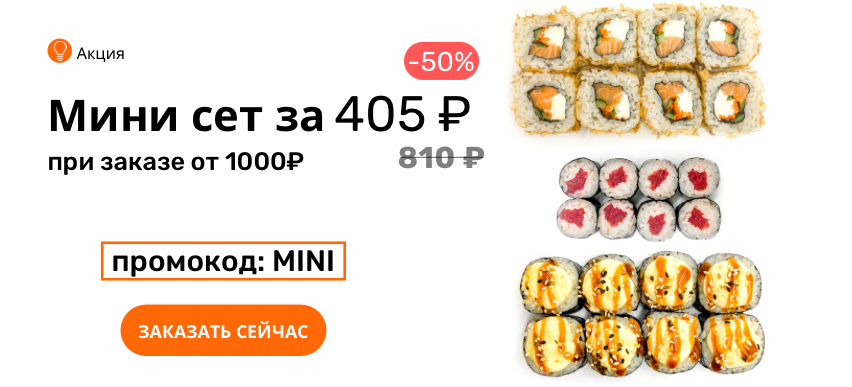 Акция
-50%
Мини сет за 405 ₽
при заказе от 1000₽
810 ₽
промокод: MINI
ЗАКАЗАТЬ СЕЙЧАС